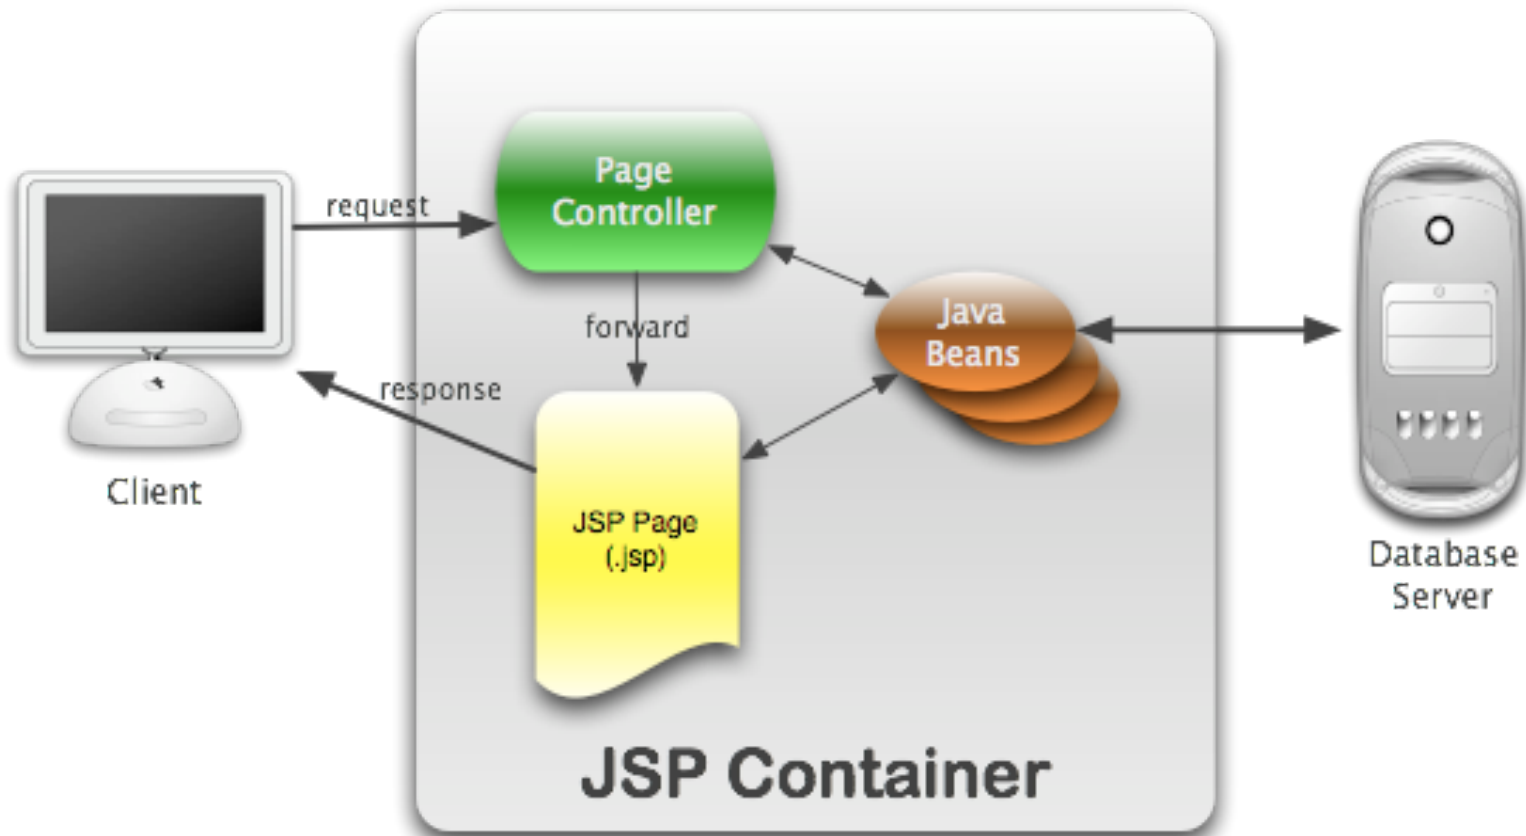 Page
Controller
request
forward
Java
Beans
response
Client
JSP Page
(.jsp)
Database
Server
JSP Container